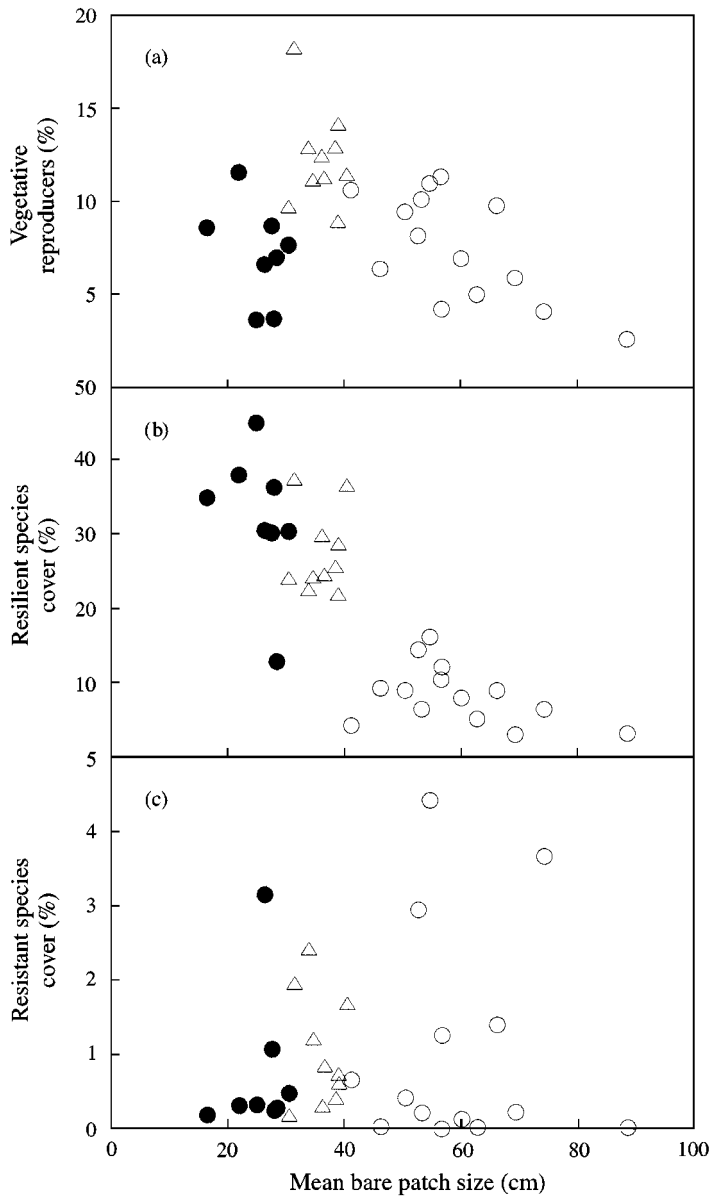 20
(a)
15
10
5
Vegetative
reproducers (%)
50
(b)
40
30
20
10
Resilient species
cover (%)
5
(c)
4
3
2
1
0
Resistant species
cover (%)
0 20 40 60 80 100
Mean bare patch size (cm)